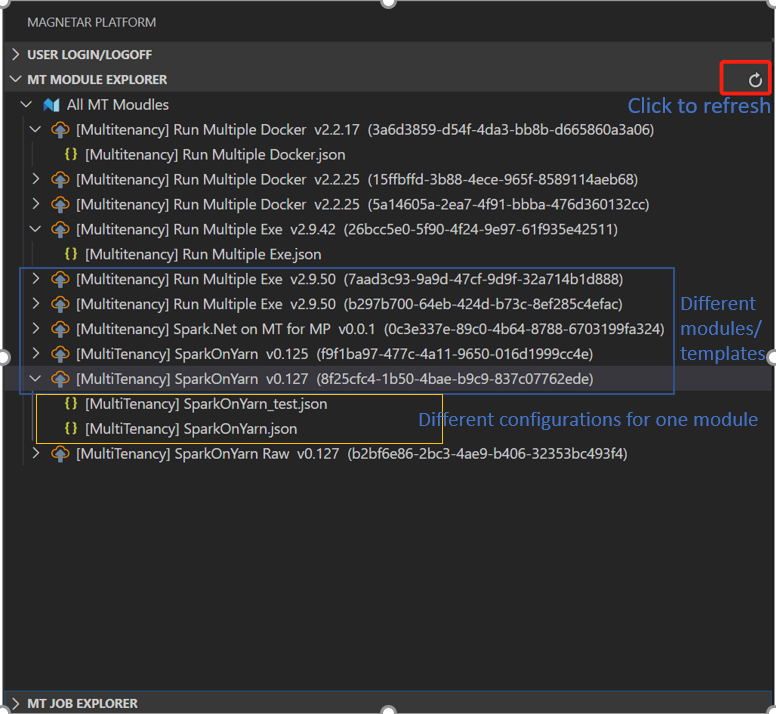 MAGNETAR PLATFORM
USER LOGIN/LOGOFF
MT MODULE EXPLORER
Click to refresh
All MT Moudles
[Multitenancy] Run Multiple Docker v2.2.17 (3a6d3859-d54f-4da3-bb8b-d665860a3a06)
{} [Multitenancy] Run Multiple Docker.json
[Multitenancy] Run Multiple Docker v2.2.25 (15ffbffd-3b88-4ece-965f-8589114aeb68)
[Multitenancy] Run Multiple Docker v2.2.25 (5a14605a-2ea7-4f91-bbba-476d360132cc)
[Multitenancy] Run Multiple Exe v2.9.42 (26bcc5e0-5f90-4f24-9e97-61f935e42511)
{} [Multitenancy] Run Multiple Exe.json
[Multitenancy] Run Multiple Exe v2.9.50 (7aad3c93-9a9d-47cf-9d9f-32a714b1d888)
[Multitenancy] Run Multiple Exe v2.9.50 (b297b700-64eb-424d-b73c-8ef285c4efac)
[Multitenancy] Spark.Net on MT for MP v0.0.1 (0c3e337e-89c0-4b64-8788-6703199fa324)
[MultiTenancy] SparkOnYarn v0.125 (f9f1ba97-477c-4a11-9650-016d1999cc4e)
[MultiTenancy] SparkOnYarn v0.127 (8f25cfc4-1b50-4bae-b9c9-837c07762ede)
Different
modules/
templates
{} [MultiTenancy] SparkOnYarn_test.json
{} [MultiTenancy] SparkOnYarn.json
Different configurations for one module
[MultiTenancy] SparkOnYarn Raw v0.127 (b2bf6e86-2bc3-4ae9-b406-32353bc493f4)
MT JOB EXPLORER